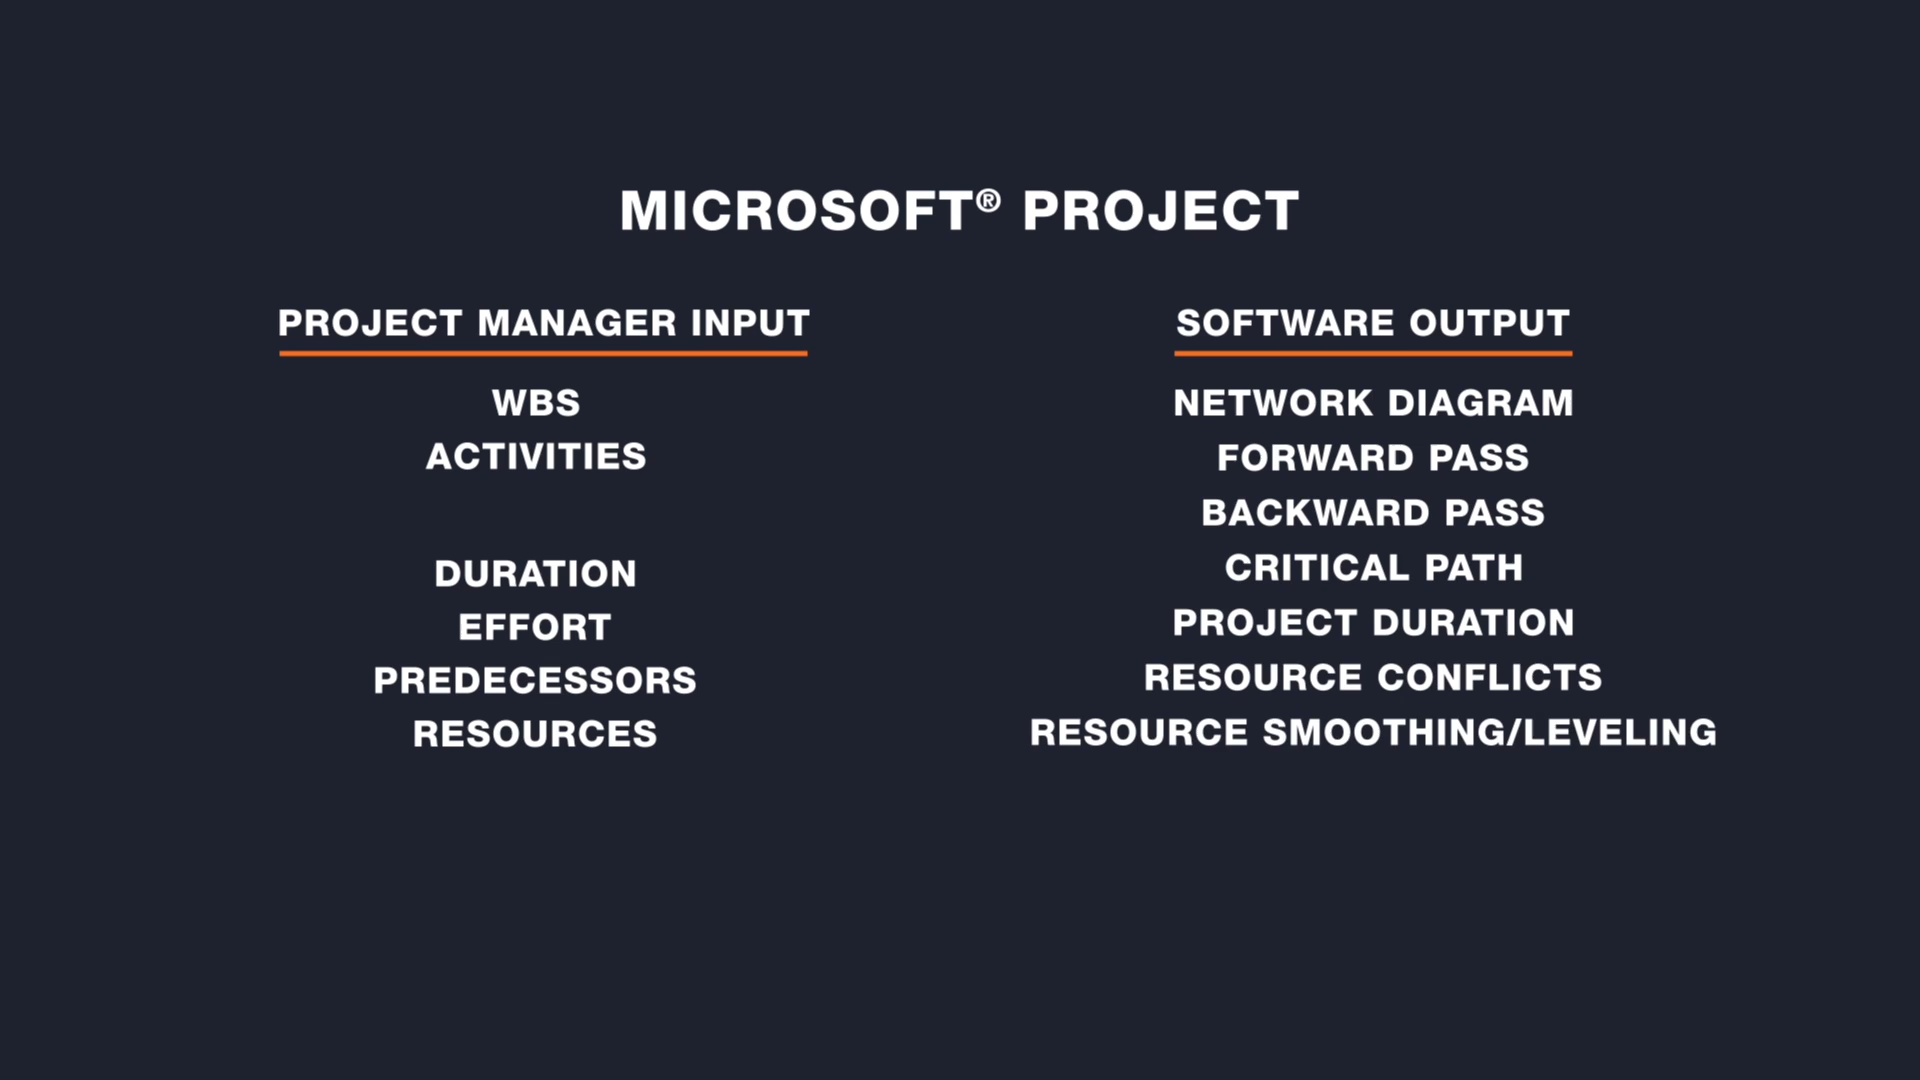 MICROSOFT® PROJECT
PROJECT MANAGER INPUT
WBS
ACTIVITIES
DURATION
EFFORT
PREDECESSORS
RESOURCES
SOFTWARE OUTPUT
NETWORK DIAGRAM
FORWARD PASS
BACKWARD PASS
CRITICAL PATH
PROJECT DURATION
RESOURCE CONFLICTS
RESOURCE SMOOTHING/LEVELING